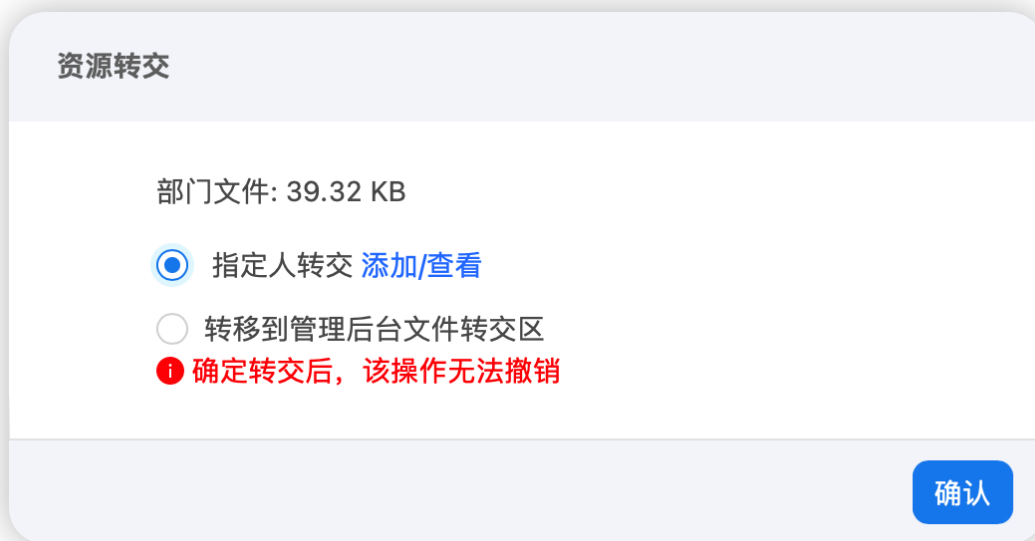 资源转交
部门文件: 39.32 KB
指定人转交 添加/查看
转移到管理后台文件转交区
确定转交后，该操作无法撤销
确认